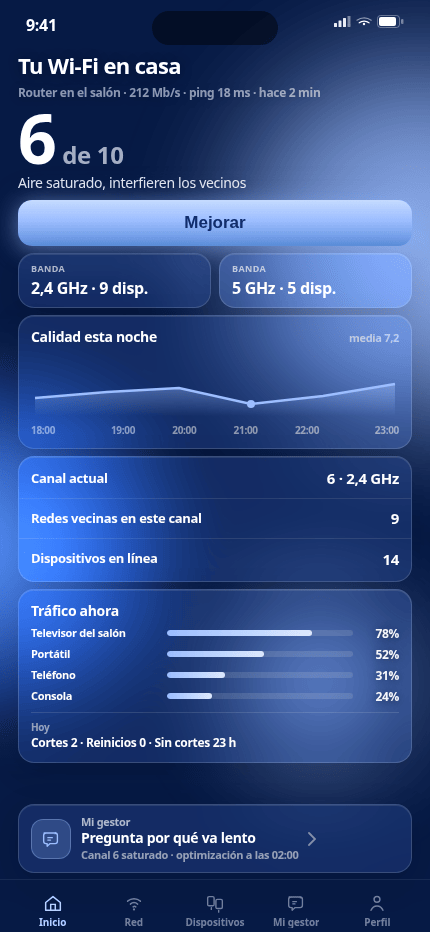 9:41
Tu Wi-Fi en casa
Router en el salón · 212 Mb/s · ping 18 ms · hace 2 min
6 de 10
Aire saturado, interfieren los vecinos
Mejorar
BANDA
2,4 GHz · 9 disp.
BANDA
5 GHz · 5 disp.
Calidad esta noche media 7,2
18:00 19:00 20:00 21:00 22:00 23:00
Canal actual 6 · 2,4 GHz
Redes vecinas en este canal 9
Dispositivos en línea 14
Tráfico ahora
Televisor del salón 78%
Portátil 52%
Teléfono 31%
Consola 24%
Hoy
Cortes 2 · Reinicios 0 · Sin cortes 23 h
Mi gestor
Pregunta por qué va lento
Canal 6 saturado · optimización a las 02:00
Inicio Red Dispositivos Mi gestor Perfil